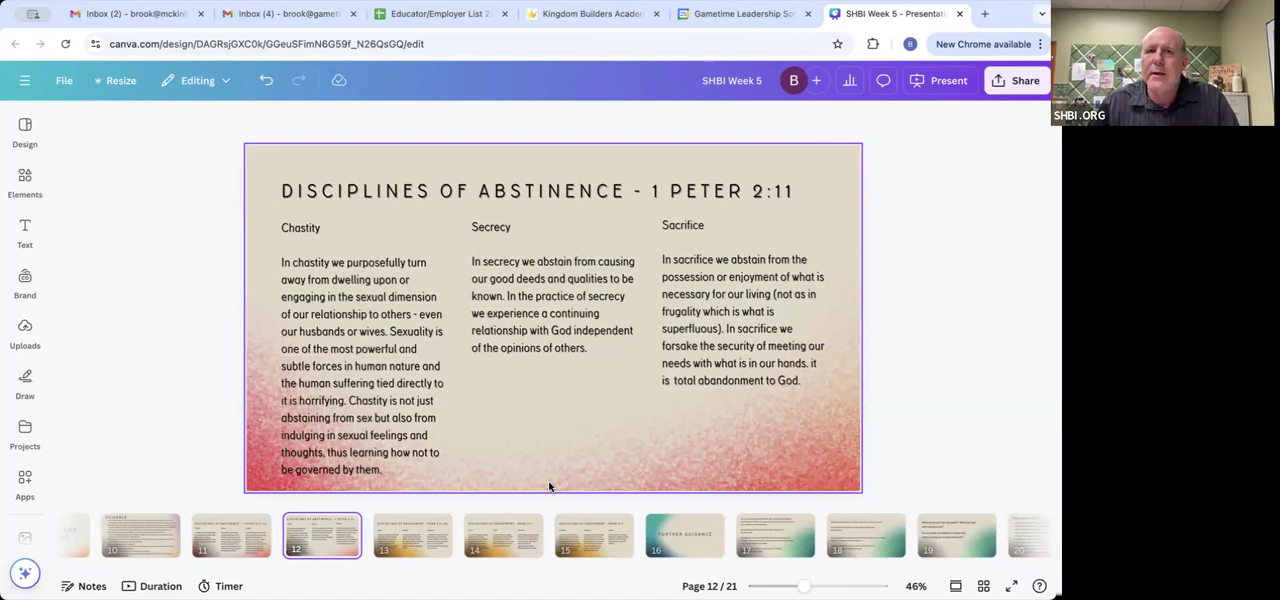 Inbox (2) - brook@mckin
Inbox (4) - brook@gameti
Educator/Employer List 2
Kingdom Builders Acade
Gametime Leadership So
SHBI Week 5 - Presentati
canva.com/design/DAGRsjGXC0k/GGeuSFimN6G59f_N26QsGQ/edit
B
New Chrome available
File
Resize
Editing
SHBI Week 5
B
Present
Share
SHBI.ORG
Design
Elements
Text
Brand
Uploads
Draw
Projects
Apps
DISCIPLINES OF ABSTINENCE - 1 PETER 2:11
Chastity
In chastity we purposefully turn
away from dwelling upon or
engaging in the sexual dimension
of our relationship to others - even
our husbands or wives. Sexuality is
one of the most powerful and
subtle forces in human nature and
the human suffering tied directly to
it is horrifying. Chastity is not just
abstaining from sex but also from
indulging in sexual feelings and
thoughts, thus learning how not to
be governed by them.
Secrecy
In secrecy we abstain from causing
our good deeds and qualities to be
known. In the practice of secrecy
we experience a continuing
relationship with God independent
of the opinions of others.
Sacrifice
In sacrifice we abstain from the
possession or enjoyment of what is
necessary for our living (not as in
frugality which is what is
superfluous). In sacrifice we
forsake the security of meeting our
needs with what is in our hands. it
is total abandonment to God.
10
11
12
13
14
15
FURTHER GUIDANCE
16
17
18
19
20
Notes
Duration
Timer
Page 12 / 21
46%